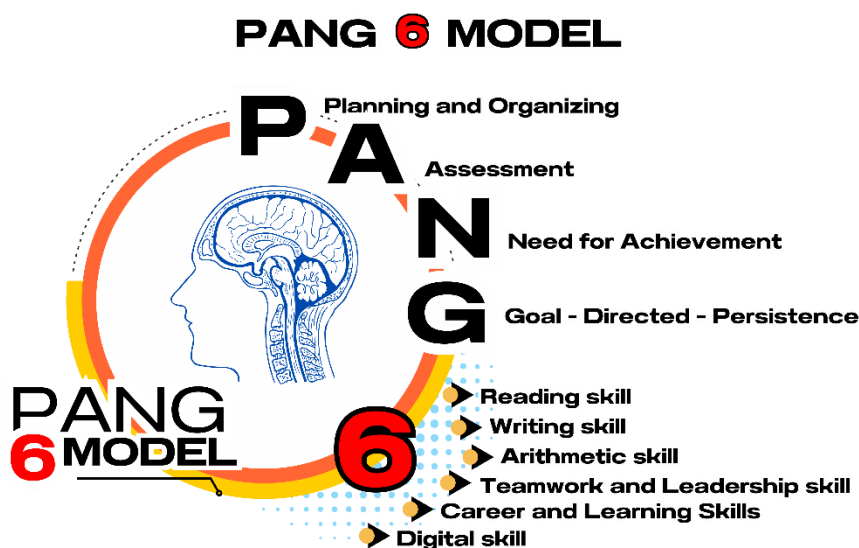 PANG 6 MODEL
P Planning and Organizing
A Assessment
N Need for Achievement
G Goal - Directed - Persistence
6
Reading skill
Writing skill
Arithmetic skill
Teamwork and Leadership skill
Career and Learning Skills
Digital skill
PANG
6 MODEL